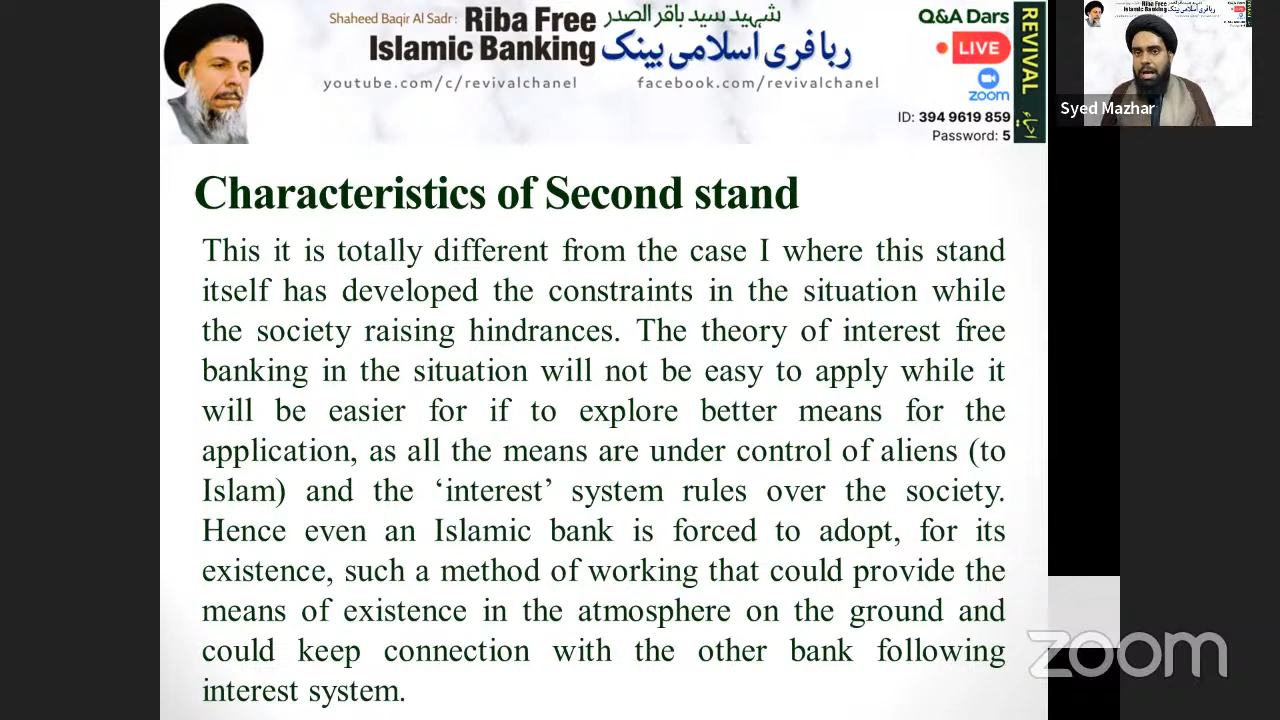 Shaheed Baqir Al Sadr : Riba Free شہید سید باقر الصدر
Islamic Banking ربا فری اسلامی بینک
youtube.com/c/revivalchanel facebook.com/revivalchanel
Q&A Dars
LIVE
zoom
ID: 394 9619 859
Password: 5
REVIVAL احیاء
Syed Mazhar
Characteristics of Second stand
This it is totally different from the case I where this stand
itself has developed the constraints in the situation while
the society raising hindrances. The theory of interest free
banking in the situation will not be easy to apply while it
will be easier for if to explore better means for the
application, as all the means are under control of aliens (to
Islam) and the ‘interest’ system rules over the society.
Hence even an Islamic bank is forced to adopt, for its
existence, such a method of working that could provide the
means of existence in the atmosphere on the ground and
could keep connection with the other bank following
interest system.
zoom